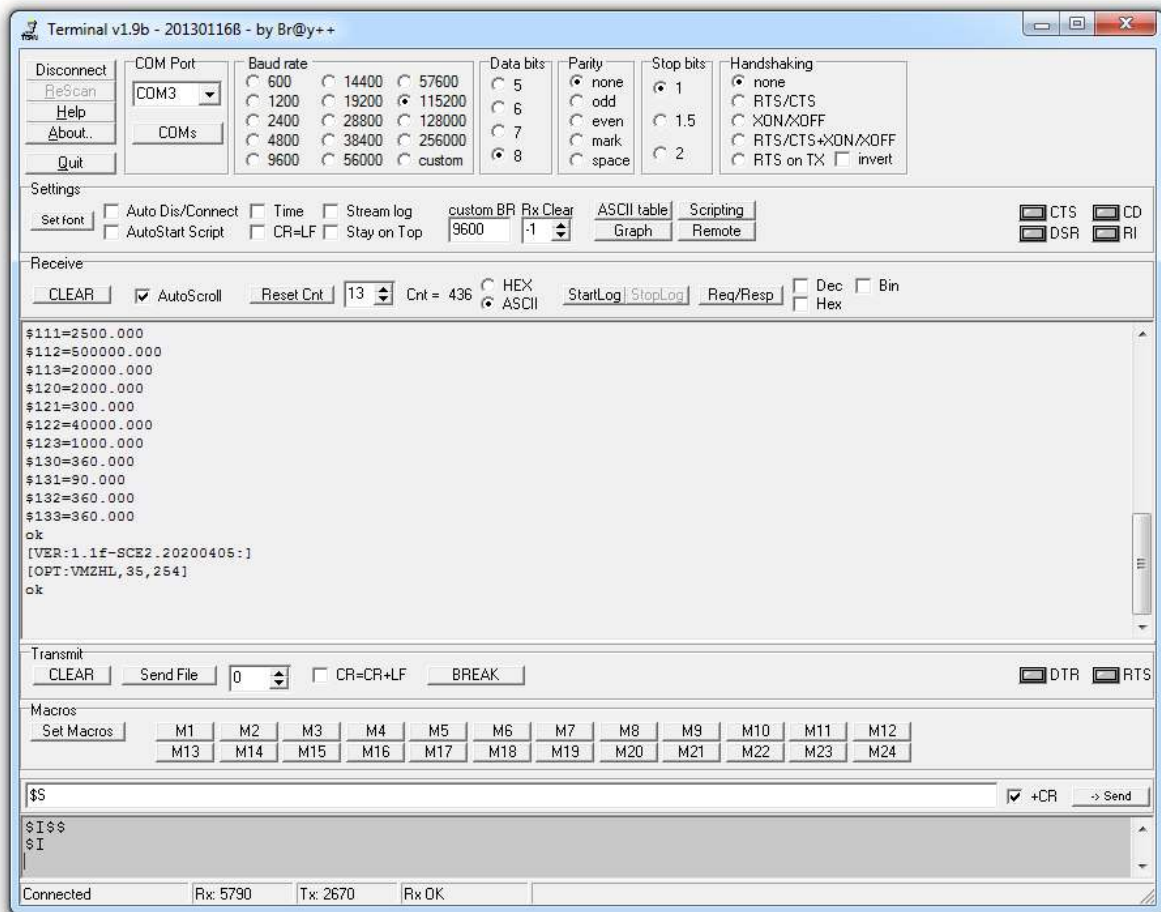 Terminal v1.9b - 20130116ß - by Br@y++
Disconnect
ReScan
Help
About..
Quit
COM Port
COM3
COMs
Baud rate
600 14400 57600
1200 19200 115200
2400 28800 128000
4800 38400 256000
9600 56000 custom
Data bits
5
6
7
8
Parity
none
odd
even
mark
space
Stop bits
1
1.5
2
Handshaking
none
RTS/CTS
XON/XOFF
RTS/CTS+XON/XOFF
RTS on TX invert
Settings
Set font
Auto Dis/Connect Time Stream log
AutoStart Script CR=LF Stay on Top
custom BR Rx Clear
9600 -1
ASCII table Scripting
Graph Remote
CTS CD
DSR RI
Receive
CLEAR AutoScroll Reset Cnt 13 Cnt = 436
HEX
ASCII
StartLog StopLog Req/Resp
Dec Bin
Hex
$111=2500.000
$112=500000.000
$113=20000.000
$120=2000.000
$121=300.000
$122=40000.000
$123=1000.000
$130=360.000
$131=90.000
$132=360.000
$133=360.000
ok
[VER:1.1f-SCE2.20200405:]
[OPT:VMZHL,35,254]
ok
Transmit
CLEAR Send File 0 CR=CR+LF BREAK DTR RTS
Macros
Set Macros M1 M2 M3 M4 M5 M6 M7 M8 M9 M10 M11 M12
M13 M14 M15 M16 M17 M18 M19 M20 M21 M22 M23 M24
$S +CR -> Send
$I$$
$I
Connected Rx: 5790 Tx: 2670 Rx OK